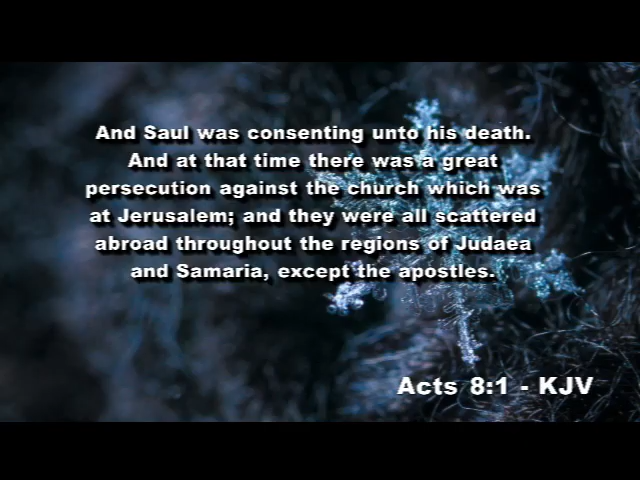 And Saul was consenting unto his death.
And at that time there was a great
persecution against the church which was
at Jerusalem; and they were all scattered
abroad throughout the regions of Judaea
and Samaria, except the apostles.
Acts 8:1 - KJV